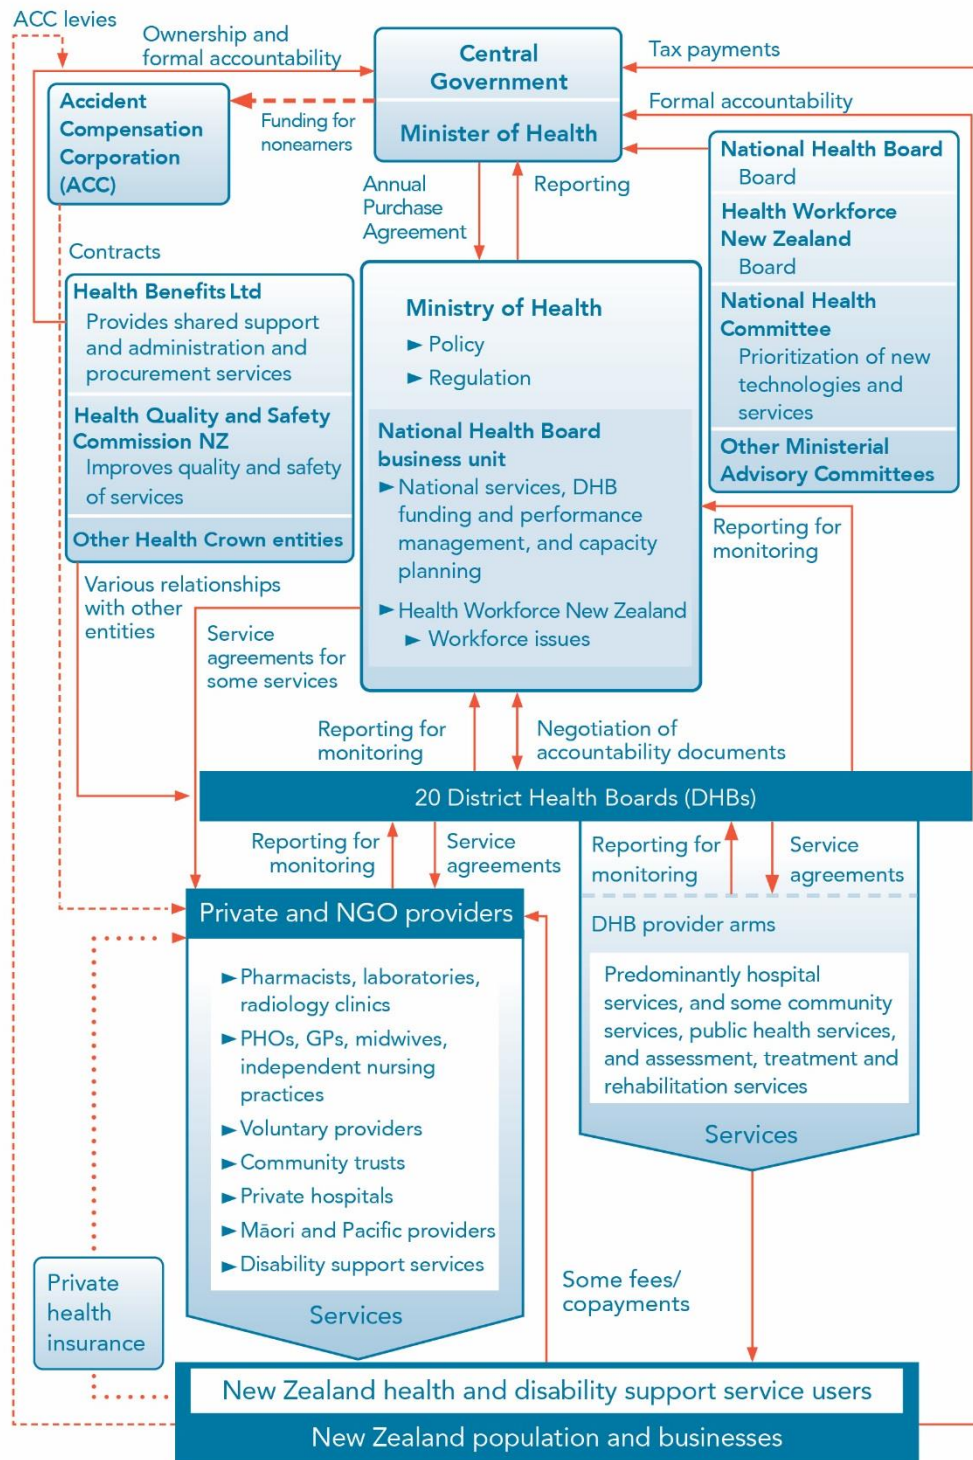 ACC levies
Ownership and
formal accountability
Central
Government
Minister of Health
Tax payments
Formal accountability
Accident
Compensation
Corporation
(ACC)
Funding for
nonearners
Annual
Purchase
Agreement
Reporting
National Health Board
Board
Health Workforce
New Zealand
Board
National Health
Committee
Prioritization of new
technologies and
services
Other Ministerial
Advisory Committees
Contracts
Health Benefits Ltd
Provides shared support
and administration and
procurement services
Health Quality and Safety
Commission NZ
Improves quality and safety
of services
Other Health Crown entities
Ministry of Health
► Policy
► Regulation
National Health Board
business unit
► National services, DHB
funding and performance
management, and capacity
planning
► Health Workforce New Zealand
► Workforce issues
Reporting for
monitoring
Various relationships
with other
entities
Service
agreements for
some services
Reporting for
monitoring
Negotiation of
accountability documents
20 District Health Boards (DHBs)
Reporting for
monitoring
Service
agreements
Reporting for
monitoring
Service
agreements
Private and NGO providers
► Pharmacists, laboratories,
radiology clinics
► PHOs, GPs, midwives,
independent nursing
practices
► Voluntary providers
► Community trusts
► Private hospitals
► Māori and Pacific providers
► Disability support services
Services
DHB provider arms
Predominantly hospital
services, and some community
services, public health services,
and assessment, treatment and
rehabilitation services
Services
Private
health
insurance
Some fees/
copayments
New Zealand health and disability support service users
New Zealand population and businesses